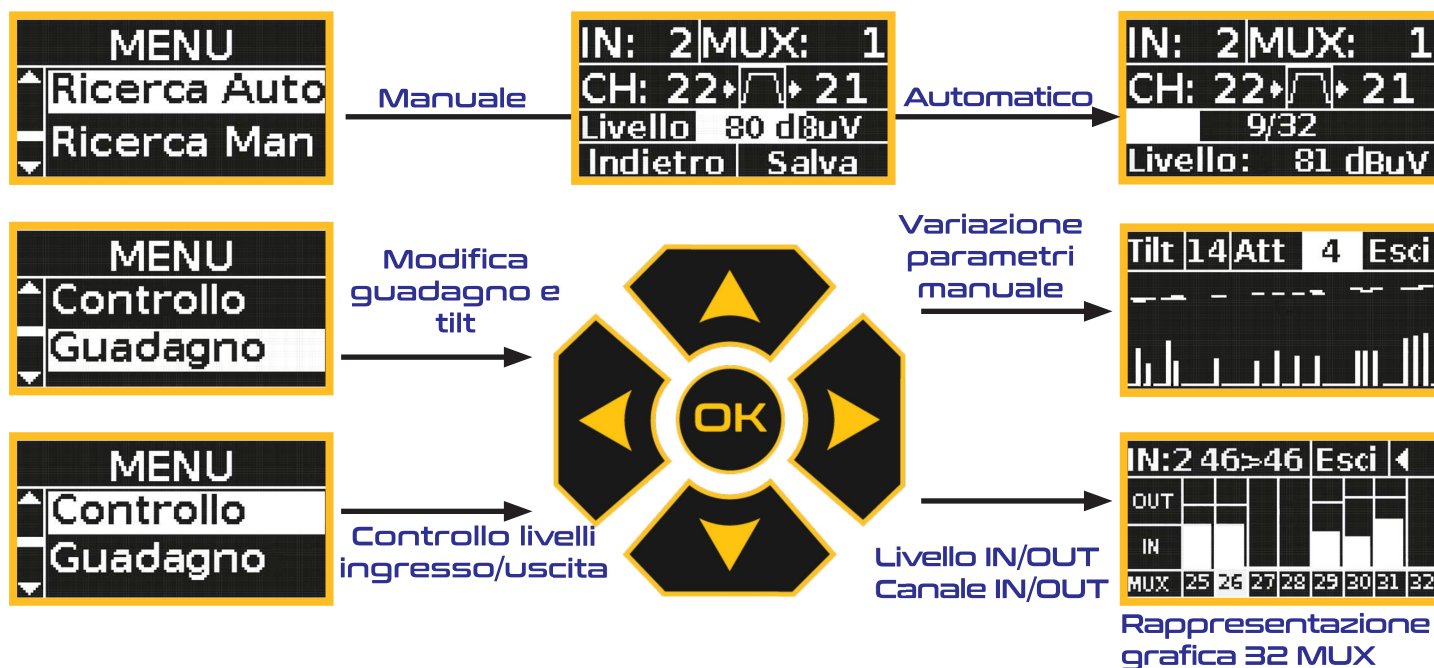 MENU
Ricerca Auto
Ricerca Man
Manuale
IN: 2 MUX: 1
CH: 22 21
Livello 80 dBuV
Indietro Salva
Automatico
IN: 2 MUX: 1
CH: 22 21
9/32
Livello: 81 dBuV
MENU
Controllo
Guadagno
Modifica
guadagno e
tilt
OK
Variazione
parametri
manuale
Tilt 14 Att 4 Esci
MENU
Controllo
Guadagno
Controllo livelli
ingresso/uscita
Livello IN/OUT
Canale IN/OUT
IN:2 46>46 Esci
OUT
IN
MUX 25 26 27 28 29 30 31 32
Rappresentazione
grafica 32 MUX